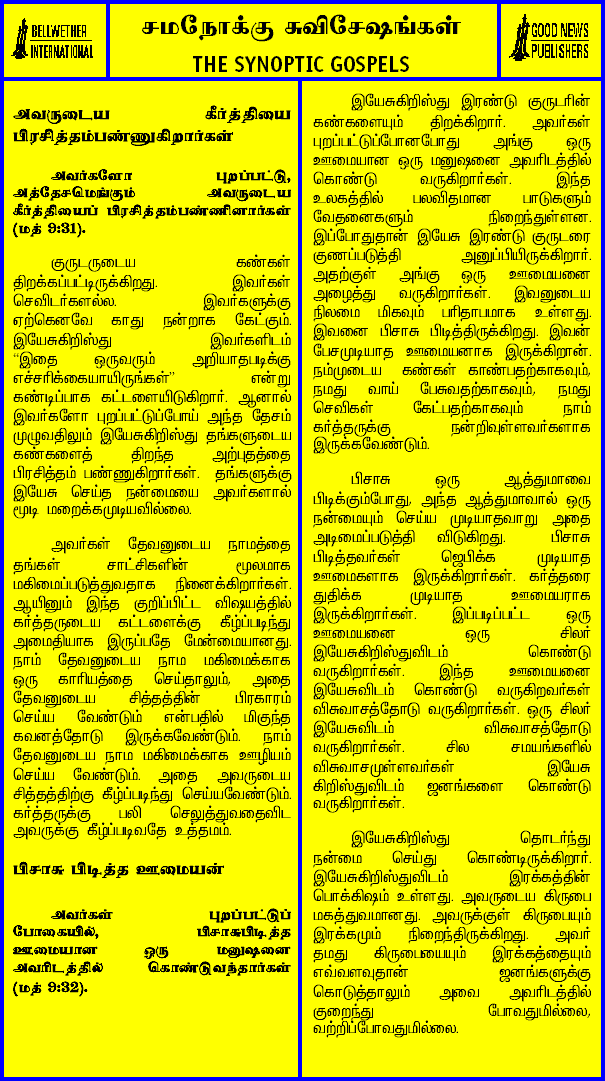 BELLWETHER
INTERNATIONAL
சமநோக்கு சுவிசேஷங்கள்
THE SYNOPTIC GOSPELS
GOOD NEWS
PUBLISHERS
அவருடைய கீர்த்தியை
பிரசித்தம்பண்ணுகிறார்கள்
அவர்களோ புறப்பட்டு,
அத்தேசமெங்கும் அவருடைய
கீர்த்தியைப் பிரசித்தம்பண்ணினார்கள்
(மத் 9:31).
குருடருடைய கண்கள்
திறக்கப்பட்டிருக்கிறது. இவர்கள்
செவிடர்களல்ல. இவர்களுக்கு
ஏற்கெனவே காது நன்றாக கேட்கும்.
இயேசுகிறிஸ்து இவர்களிடம்
“இதை ஒருவரும் அறியாதபடிக்கு
எச்சரிக்கையாயிருங்கள்” என்று
கண்டிப்பாக கட்டளையிடுகிறார். ஆனால்
இவர்களோ புறப்பட்டுப்போய் அந்த தேசம்
முழுவதிலும் இயேசுகிறிஸ்து தங்களுடைய
கண்களைத் திறந்த அற்புதத்தை
பிரசித்தம் பண்ணுகிறார்கள். தங்களுக்கு
இயேசு செய்த நன்மையை அவர்களால்
மூடி மறைக்கமுடியவில்லை.
அவர்கள் தேவனுடைய நாமத்தை
தங்கள் சாட்சிகளின் மூலமாக
மகிமைப்படுத்துவதாக நினைக்கிறார்கள்.
ஆயினும் இந்த குறிப்பிட்ட விஷயத்தில்
கர்த்தருடைய கட்டளைக்கு கீழ்ப்படிந்து
அமைதியாக இருப்பதே மேன்மையானது.
நாம் தேவனுடைய நாம மகிமைக்காக
ஒரு காரியத்தை செய்தாலும், அதை
தேவனுடைய சித்தத்தின் பிரகாரம்
செய்ய வேண்டும் என்பதில் மிகுந்த
கவனத்தோடு இருக்கவேண்டும். நாம்
தேவனுடைய நாம மகிமைக்காக ஊழியம்
செய்ய வேண்டும். அதை அவருடைய
சித்தத்திற்கு கீழ்ப்படிந்து செய்யவேண்டும்.
கர்த்தருக்கு பலி செலுத்துவதைவிட
அவருக்கு கீழ்ப்படிவதே உத்தமம்.
பிசாசு பிடித்த ஊமையன்
அவர்கள் புறப்பட்டுப்
போகையில், பிசாசுபிடித்த
ஊமையான ஒரு மனுஷனை
அவரிடத்தில் கொண்டுவந்தார்கள்
(மத் 9:32).
இயேசுகிறிஸ்து இரண்டு குருடரின்
கண்களையும் திறக்கிறார். அவர்கள்
புறப்பட்டுப்போனபோது அங்கு ஒரு
ஊமையான ஒரு மனுஷனை அவரிடத்தில்
கொண்டு வருகிறார்கள். இந்த
உலகத்தில் பலவிதமான பாடுகளும்
வேதனைகளும் நிறைந்துள்ளன.
இப்போதுதான் இயேசு இரண்டு குருடரை
குணப்படுத்தி அனுப்பியிருக்கிறார்.
அதற்குள் அங்கு ஒரு ஊமையனை
அழைத்து வருகிறார்கள். இவனுடைய
நிலமை மிகவும் பரிதாபமாக உள்ளது.
இவனை பிசாசு பிடித்திருக்கிறது. இவன்
பேசமுடியாத ஊமையனாக இருக்கிறான்.
நம்முடைய கண்கள் காண்பதற்காகவும்,
நமது வாய் பேசுவதற்காகவும், நமது
செவிகள் கேட்பதற்காகவும் நாம்
கர்த்தருக்கு நன்றிவுள்ளவர்களாக
இருக்கவேண்டும்.
பிசாசு ஒரு ஆத்துமாவை
பிடிக்கும்போது, அந்த ஆத்துமாவால் ஒரு
நன்மையும் செய்ய முடியாதவாறு அதை
அடிமைப்படுத்தி விடுகிறது. பிசாசு
பிடித்தவர்கள் ஜெபிக்க முடியாத
ஊமைகளாக இருக்கிறார்கள். கர்த்தரை
துதிக்க முடியாத ஊமையராக
இருக்கிறார்கள். இப்படிப்பட்ட ஒரு
ஊமையனை ஒரு சிலர்
இயேசுகிறிஸ்துவிடம் கொண்டு
வருகிறார்கள். இந்த ஊமையனை
இயேசுவிடம் கொண்டு வருகிறவர்கள்
விசுவாசத்தோடு வருகிறார்கள். ஒரு சிலர்
இயேசுவிடம் விசுவாசத்தோடு
வருகிறார்கள். சில சமயங்களில்
விசுவாசமுள்ளவர்கள் இயேசு
கிறிஸ்துவிடம் ஜனங்களை கொண்டு
வருகிறார்கள்.
இயேசுகிறிஸ்து தொடர்ந்து
நன்மை செய்து கொண்டிருக்கிறார்.
இயேசுகிறிஸ்துவிடம் இரக்கத்தின்
பொக்கிஷம் உள்ளது. அவருடைய கிருபை
மகத்துவமானது. அவருக்குள் கிருபையும்
இரக்கமும் நிறைந்திருக்கிறது. அவர்
தமது கிருபையையும் இரக்கத்தையும்
எவ்வளவுதான் ஜனங்களுக்கு
கொடுத்தாலும் அவை அவரிடத்தில்
குறைந்து போவதுமில்லை,
வற்றிப்போவதுமில்லை.